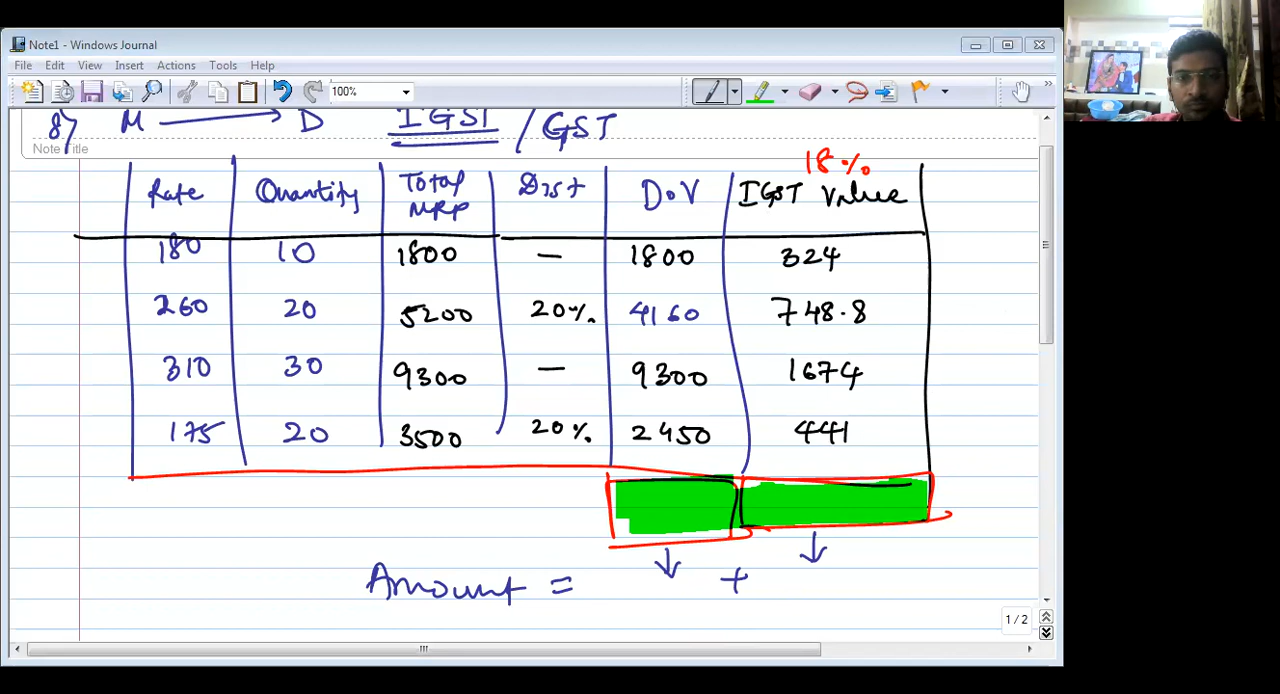 Note1 - Windows Journal
File Edit View Insert Actions Tools Help
100%
8) M → D IGST / GST
Note Title
18%
Rate Quantity Total MRP Dist DoV IGST Value
180 10 1800 — 1800 324
260 20 5200 20%. 4160 748.8
310 30 9300 — 9300 1674
175 20 3500 20%. 2450 441
Amount = ↓ + ↓
1 / 2